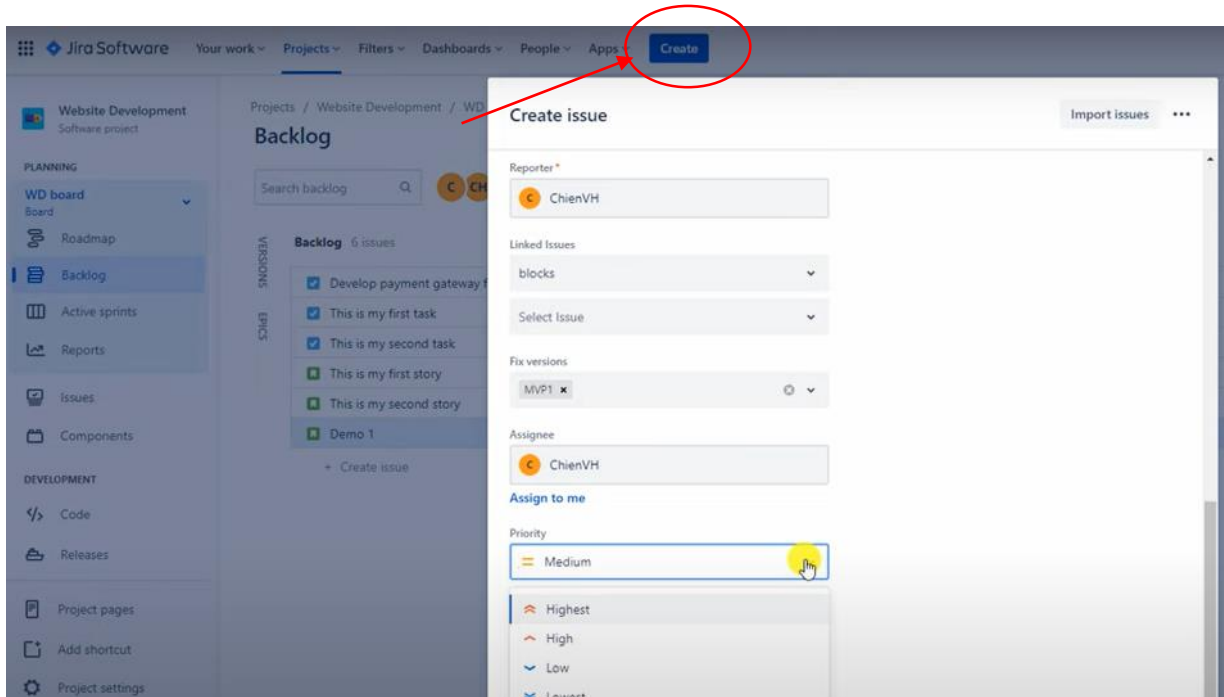 Jira Software Your work Projects Filters Dashboards People Apps Create
Website Development
Software project
PLANNING
WD board
Board
Roadmap
Backlog
Active sprints
Reports
Issues
Components
DEVELOPMENT
Code
Releases
Project pages
Add shortcut
Project settings
Projects / Website Development / WD
Backlog
Search backlog
C CH
VERSIONS
EPICS
Backlog 6 issues
Develop payment gateway f
This is my first task
This is my second task
This is my first story
This is my second story
Demo 1
+ Create issue
Create issue
Import issues
Reporter *
C ChienVH
Linked Issues
blocks
Select Issue
Fix versions
MVP1
Assignee
C ChienVH
Assign to me
Priority
Medium
Highest
High
Low
Lowest